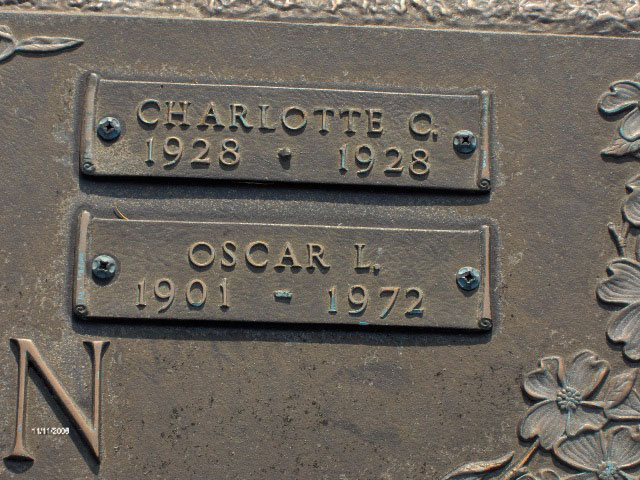 CHARLOTTE C.
1928 • 1928
OSCAR L.
1901 - 1972
N
11/11/2006